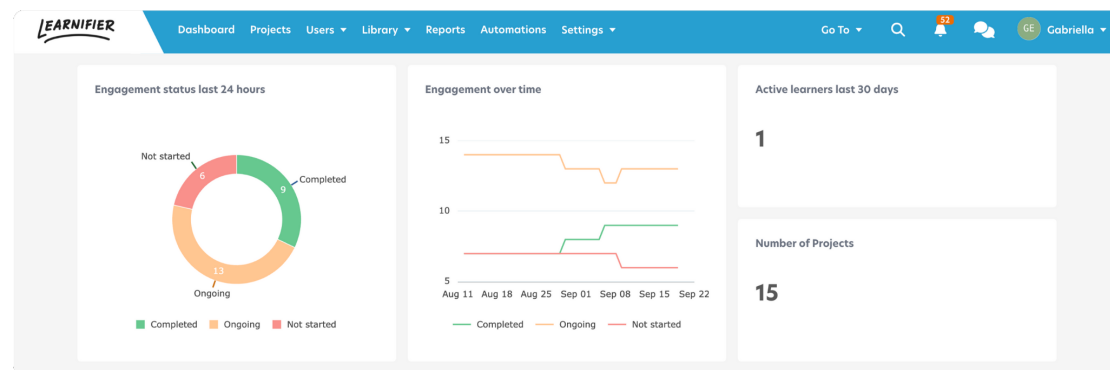 LEARNIFIER
Dashboard Projects Users Library Reports Automations Settings Go To 52 GE Gabriella
Engagement status last 24 hours
Not started
6
Completed
9
13
Ongoing
Completed Ongoing Not started
Engagement over time
15
10
5
Aug 11 Aug 18 Aug 25 Sep 01 Sep 08 Sep 15 Sep 22
Completed Ongoing Not started
Active learners last 30 days
1
Number of Projects
15